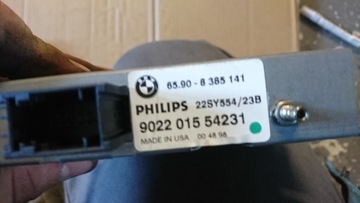 65.90 - 8 385 141
PHILIPS 22SY554/23B
9022 015 54231
MADE IN USA 00 48 98